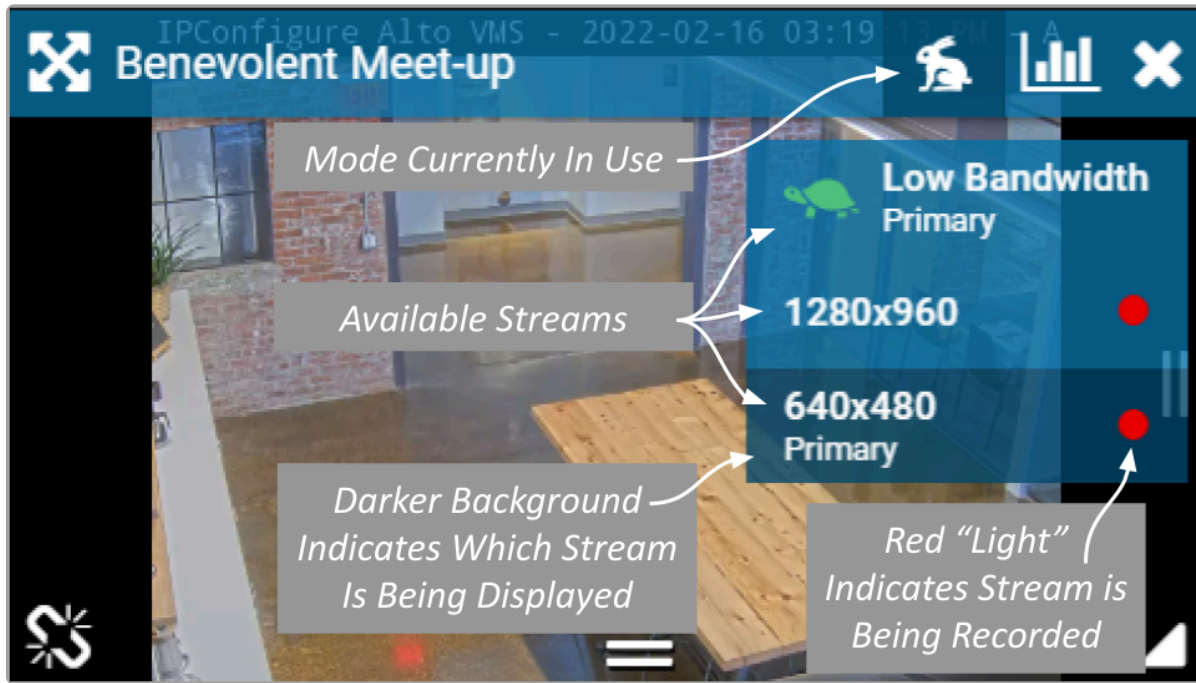 IPConfigure Alto VMS - 2022-02-16 03:19:13 PM - A
Benevolent Meet-up
Mode Currently In Use
Low Bandwidth
Primary
Available Streams
1280x960
640x480
Primary
Darker Background
Indicates Which Stream
Is Being Displayed
Red “Light”
Indicates Stream is
Being Recorded